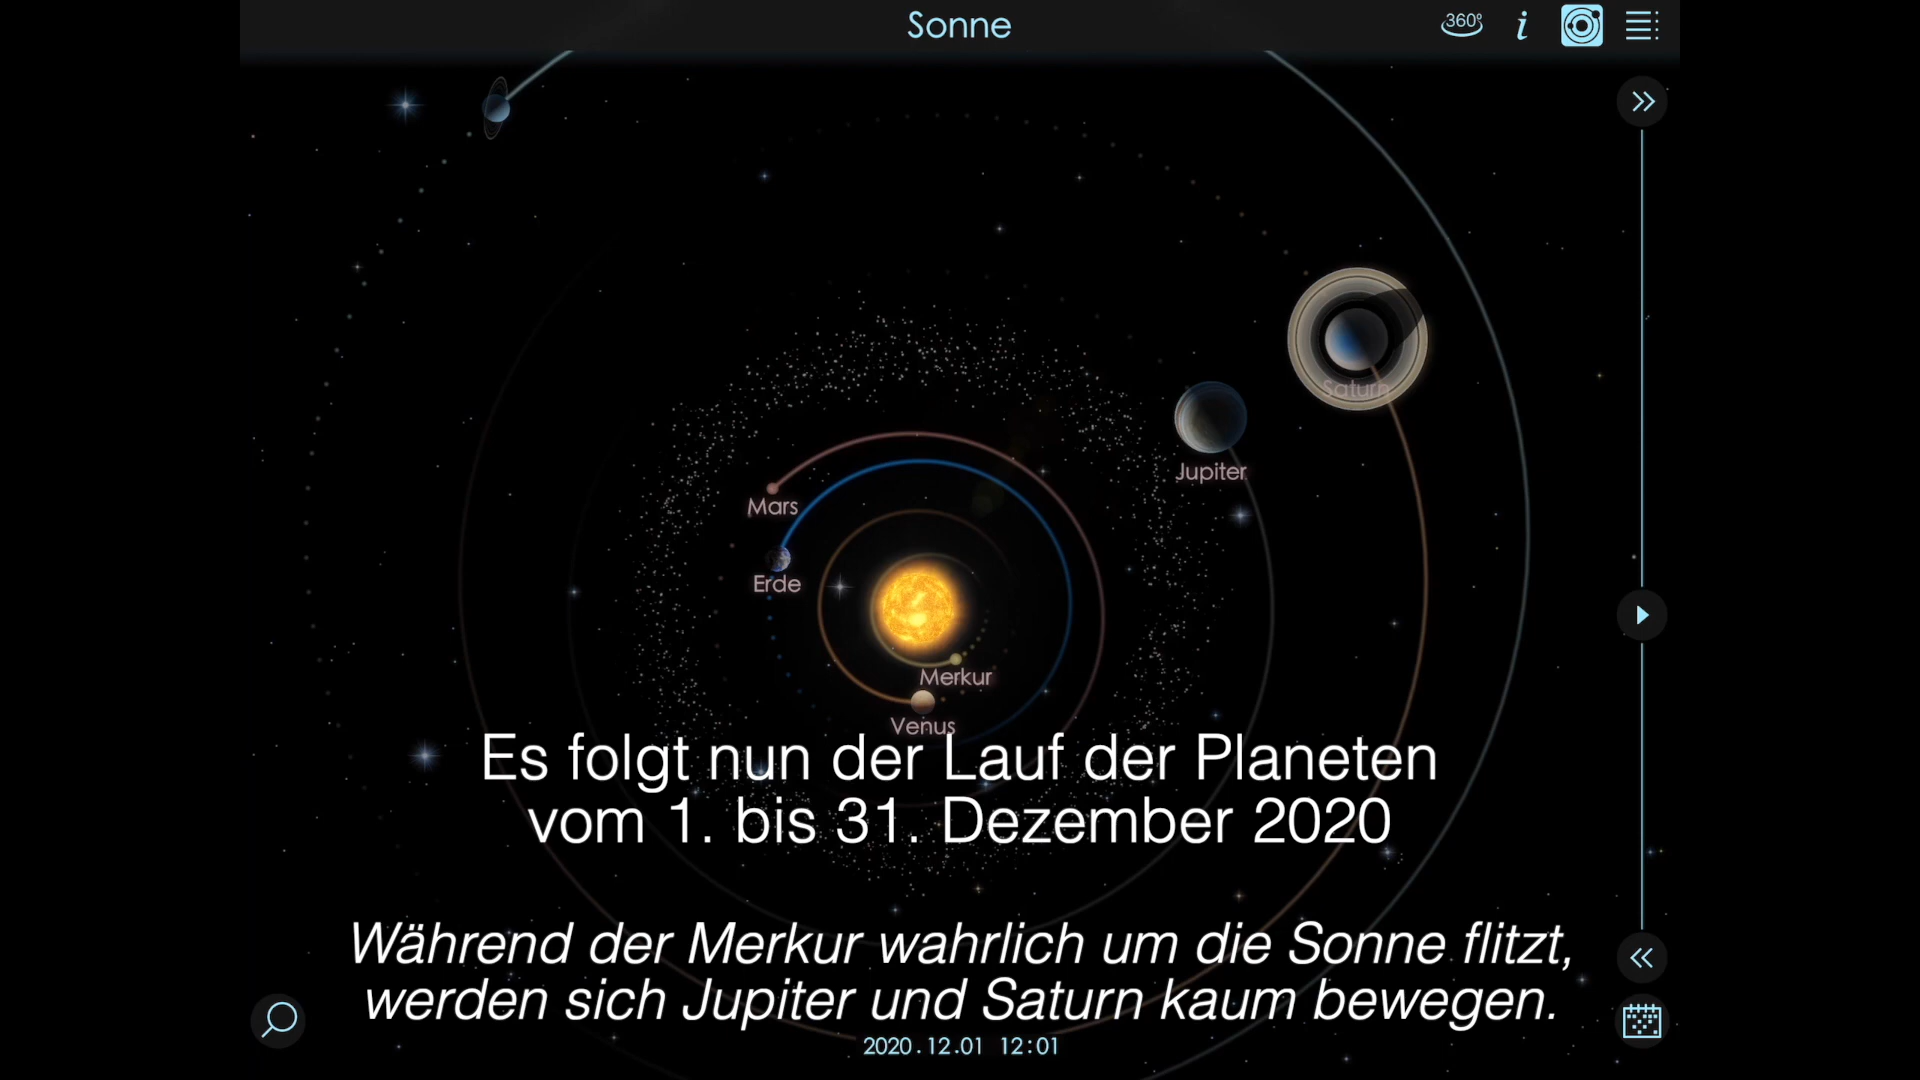 Sonne
360°
i
Saturn
Jupiter
Mars
Erde
Merkur
Venus
Es folgt nun der Lauf der Planeten
vom 1. bis 31. Dezember 2020
Während der Merkur wahrlich um die Sonne flitzt,
werden sich Jupiter und Saturn kaum bewegen.
2020.12.01 12:01